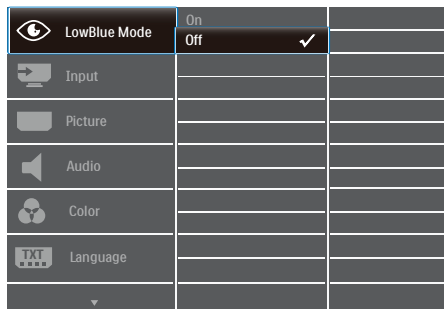 LowBlue Mode
On
Off
Input
Picture
Audio
Color
TXT
Language